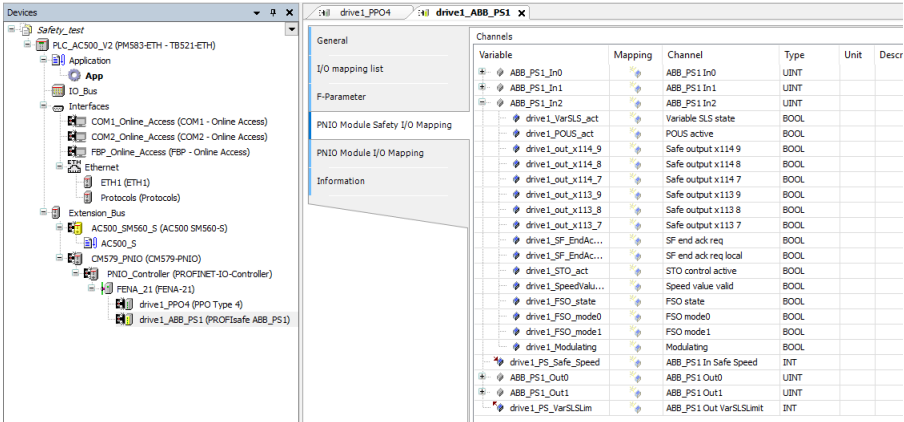 Devices
Safety_test
PLC_AC500_V2 (PM583-ETH - TB521-ETH)
Application
App
IO_Bus
Interfaces
COM1_Online_Access (COM1 - Online Access)
COM2_Online_Access (COM2 - Online Access)
FBP_Online_Access (FBP - Online Access)
ETH
Ethernet
ETH1 (ETH1)
Protocols (Protocols)
Extension_Bus
AC500_SM560_S (AC500 SM560-S)
AC500_S
CM579_PNIO (CM579-PNIO)
PNIO_Controller (PROFINET-IO-Controller)
FENA_21 (FENA-21)
drive1_PPO4 (PPO Type 4)
drive1_ABB_PS1 (PROFIsafe ABB_PS1)
drive1_PPO4
drive1_ABB_PS1 x
General
I/O mapping list
F-Parameter
PNIO Module Safety I/O Mapping
PNIO Module I/O Mapping
Information
Channels
Variable Mapping Channel Type Unit Descr
ABB_PS1_In0 ABB_PS1 In0 UINT
ABB_PS1_In1 ABB_PS1 In1 UINT
ABB_PS1_In2 ABB_PS1 In2 UINT
drive1_VarSLS_act Variable SLS state BOOL
drive1_POUS_act POUS active BOOL
drive1_out_x114_9 Safe output x114 9 BOOL
drive1_out_x114_8 Safe output x114 8 BOOL
drive1_out_x114_7 Safe output x114 7 BOOL
drive1_out_x113_9 Safe output x113 9 BOOL
drive1_out_x113_8 Safe output x113 8 BOOL
drive1_out_x113_7 Safe output x113 7 BOOL
drive1_SF_EndAc... SF end ack req BOOL
drive1_SF_EndAc... SF end ack req local BOOL
drive1_STO_act STO control active BOOL
drive1_SpeedValu... Speed value valid BOOL
drive1_FSO_state FSO state BOOL
drive1_FSO_mode0 FSO mode0 BOOL
drive1_FSO_mode1 FSO mode1 BOOL
drive1_Modulating Modulating BOOL
drive1_PS_Safe_Speed ABB_PS1 In Safe Speed INT
ABB_PS1_Out0 ABB_PS1 Out0 UINT
ABB_PS1_Out1 ABB_PS1 Out1 UINT
drive1_PS_VarSLSLim ABB_PS1 Out VarSLSLimit INT